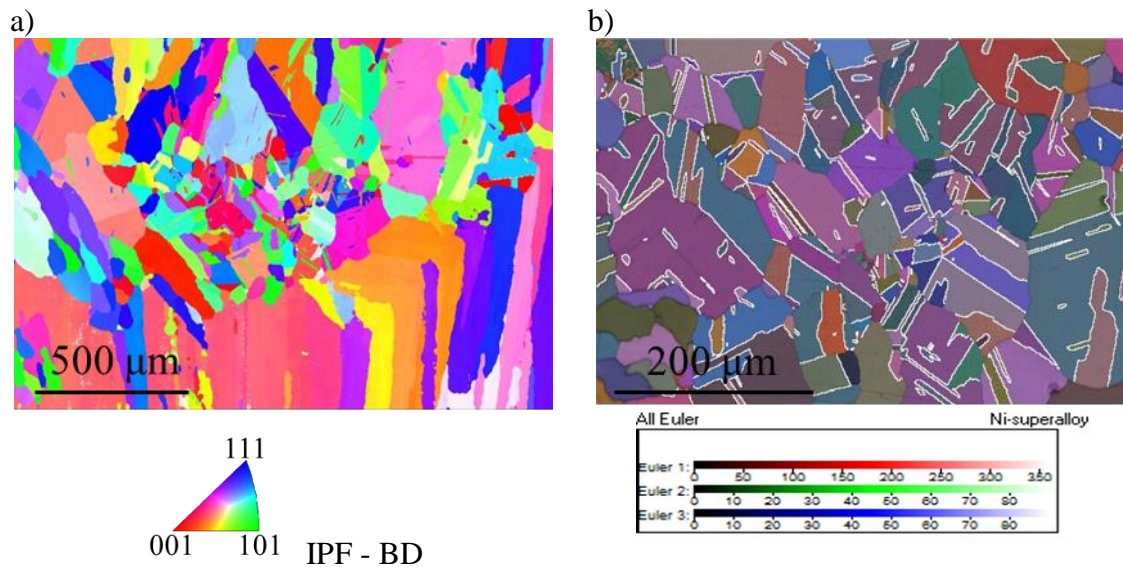 a)
b)
500 μm
200 μm
111
001
101
IPF - BD
All Euler
Ni-superalloy
Euler 1:
0 50 100 150 200 250 300 350
Euler 2:
0 10 20 30 40 50 60 70 80
Euler 3:
0 10 20 30 40 50 60 70 80